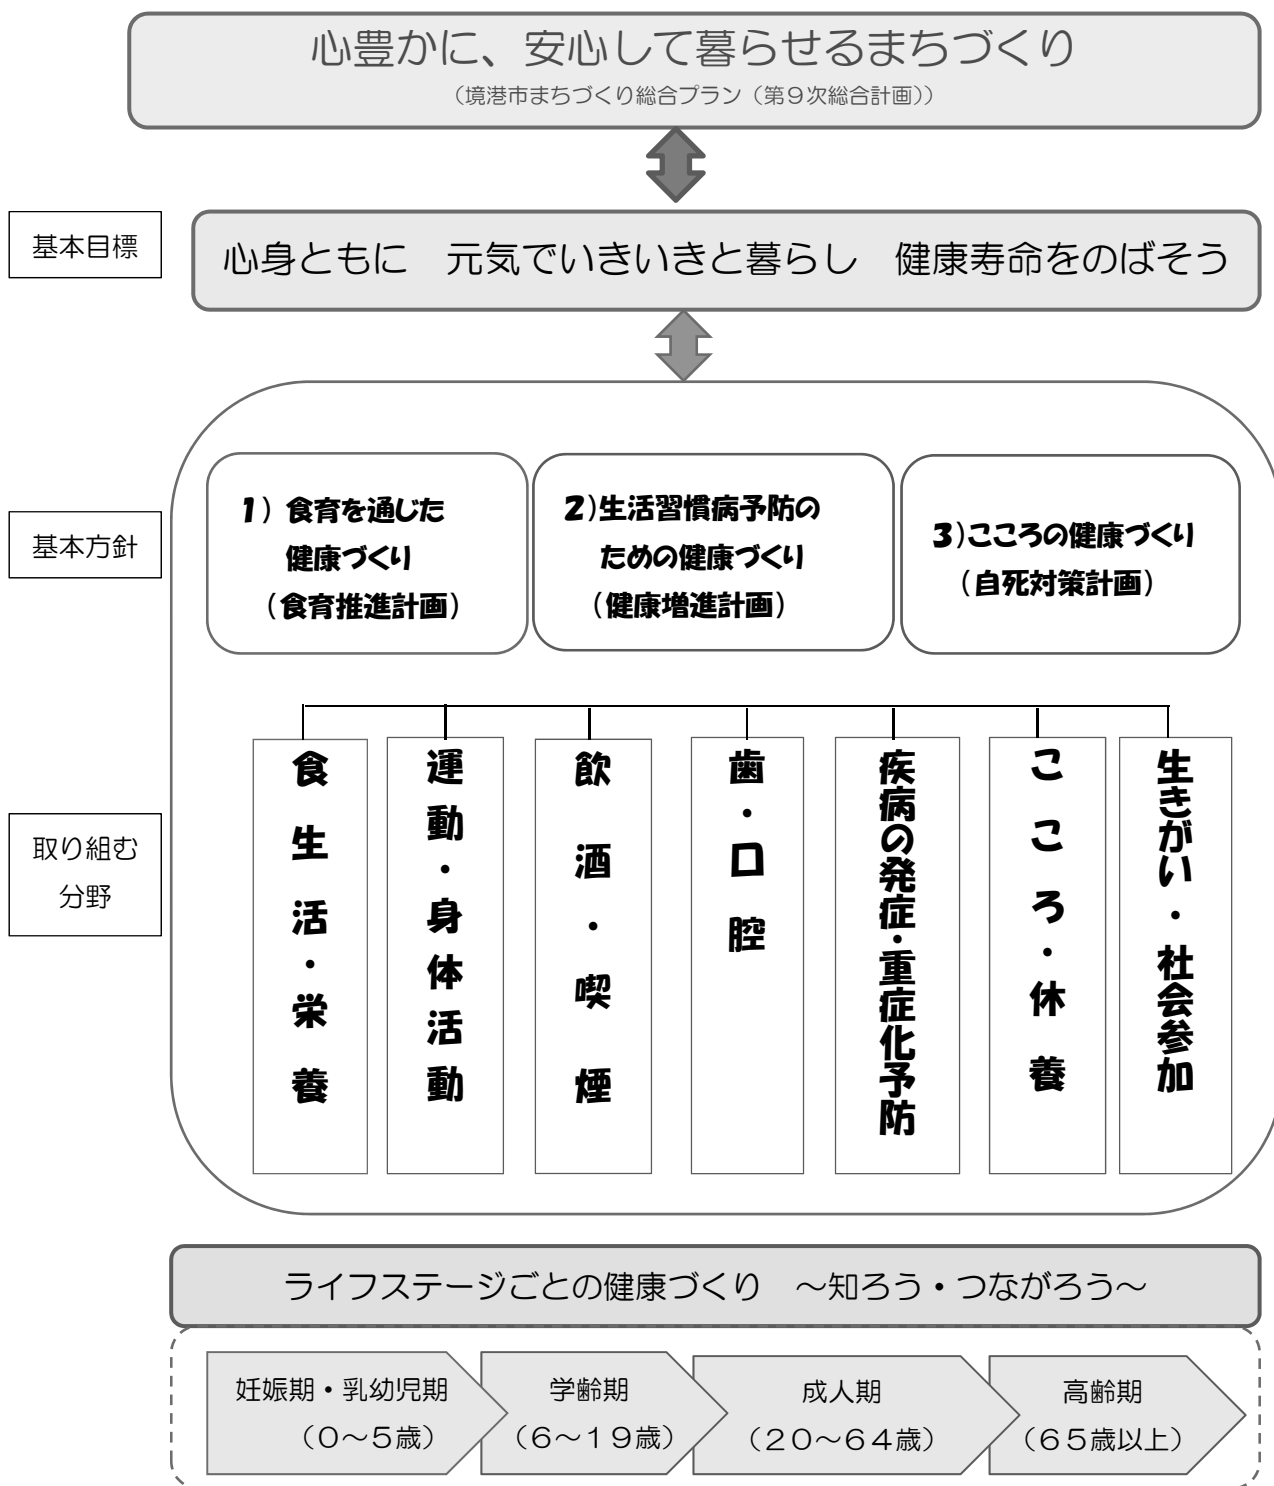 心豊かに、安心して暮らせるまちづくり
（境港市まちづくり総合プラン（第９次総合計画））
基本目標
心身ともに　元気でいきいきと暮らし　健康寿命をのばそう
基本方針
１）食育を通じた
健康づくり
（食育推進計画）
２）生活習慣病予防の
ための健康づくり
（健康増進計画）
３）こころの健康づくり
（自死対策計画）
取り組む
分野
食生活・栄養
運動・身体活動
飲酒・喫煙
歯・口腔
疾病の発症・重症化予防
こころ・休養
生きがい・社会参加
ライフステージごとの健康づくり　～知ろう・つながろう～
妊娠期・乳幼児期
（０～５歳）
学齢期
（６～１９歳）
成人期
（２０～６４歳）
高齢期
（６５歳以上）